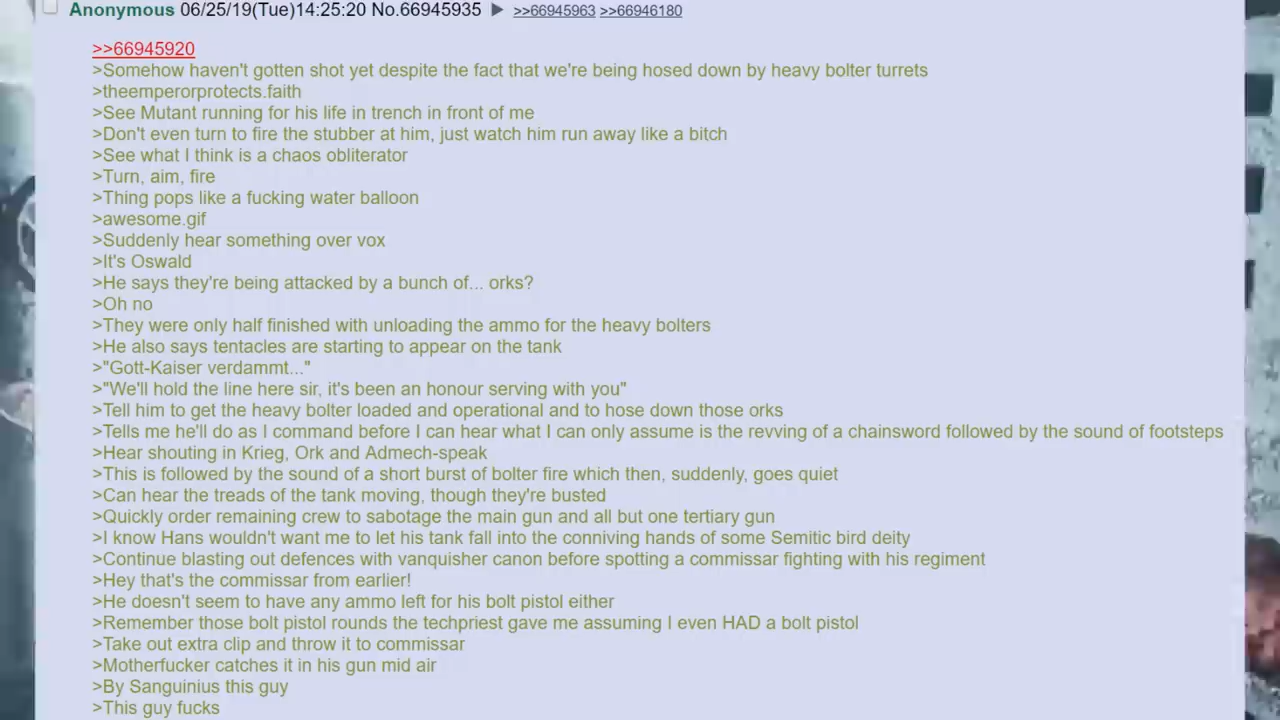 Anonymous 06/25/19(Tue)14:25:20 No.66945935 ▶ >>66945963 >>66946180
>>66945920
>Somehow haven't gotten shot yet despite the fact that we're being hosed down by heavy bolter turrets
>theemperorprotects.faith
>See Mutant running for his life in trench in front of me
>Don't even turn to fire the stubber at him, just watch him run away like a bitch
>See what I think is a chaos obliterator
>Turn, aim, fire
>Thing pops like a fucking water balloon
>awesome.gif
>Suddenly hear something over vox
>It's Oswald
>He says they're being attacked by a bunch of... orks?
>Oh no
>They were only half finished with unloading the ammo for the heavy bolters
>He also says tentacles are starting to appear on the tank
>"Gott-Kaiser verdammt..."
>"We'll hold the line here sir, it's been an honour serving with you"
>Tell him to get the heavy bolter loaded and operational and to hose down those orks
>Tells me he'll do as I command before I can hear what I can only assume is the revving of a chainsword followed by the sound of footsteps
>Hear shouting in Krieg, Ork and Admech-speak
>This is followed by the sound of a short burst of bolter fire which then, suddenly, goes quiet
>Can hear the treads of the tank moving, though they're busted
>Quickly order remaining crew to sabotage the main gun and all but one tertiary gun
>I know Hans wouldn't want me to let his tank fall into the conniving hands of some Semitic bird deity
>Continue blasting out defences with vanquisher canon before spotting a commissar fighting with his regiment
>Hey that's the commissar from earlier!
>He doesn't seem to have any ammo left for his bolt pistol either
>Remember those bolt pistol rounds the techpriest gave me assuming I even HAD a bolt pistol
>Take out extra clip and throw it to commissar
>Motherfucker catches it in his gun mid air
>By Sanguinius this guy
>This guy fucks